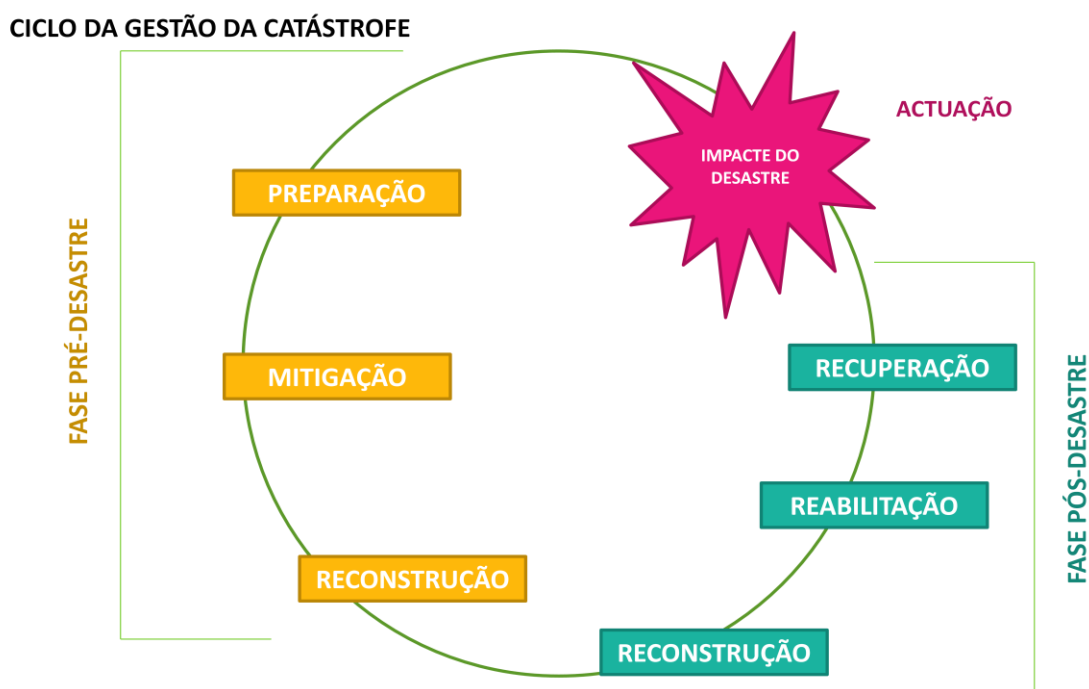 CICLO DA GESTÃO DA CATÁSTROFE
ACTUAÇÃO
IMPACTE DO
DESASTRE
PREPARAÇÃO
MITIGAÇÃO
RECONSTRUÇÃO
FASE PRÉ-DESASTRE
RECUPERAÇÃO
REABILITAÇÃO
RECONSTRUÇÃO
FASE PÓS-DESASTRE